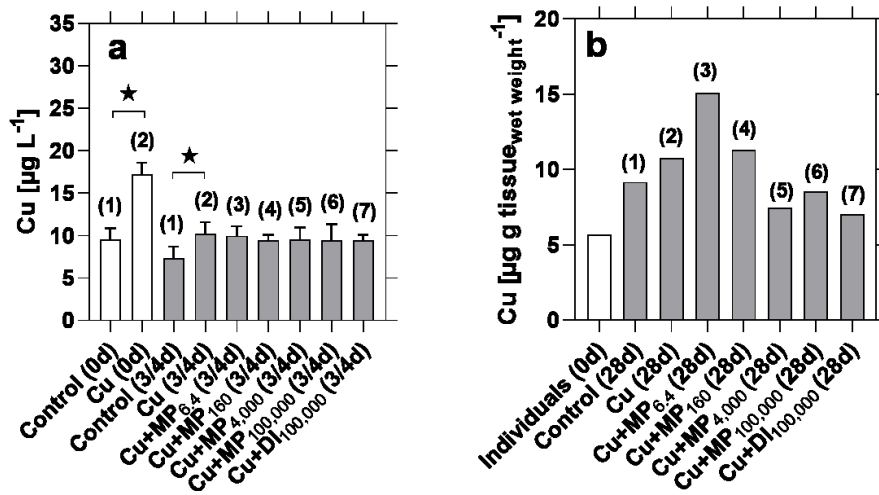 a
Cu [µg L⁻¹]
35
30
25
20
15
10
5
0
(1)
(2)
(1)
(2)
(3)
(4)
(5)
(6)
(7)
Control (0d)
Cu (0d)
Control (3/4d)
Cu (3/4d)
Cu+MP₆.₄ (3/4d)
Cu+MP₁₆₀ (3/4d)
Cu+MP₄,₀₀₀ (3/4d)
Cu+MP₁₀₀,₀₀₀ (3/4d)
Cu+DI₁₀₀,₀₀₀ (3/4d)
b
Cu [µg g tissue wet weight⁻¹]
20
15
10
5
0
(1)
(2)
(3)
(4)
(5)
(6)
(7)
Individuals (0d)
Control (28d)
Cu (28d)
Cu+MP₆.₄ (28d)
Cu+MP₁₆₀ (28d)
Cu+MP₄,₀₀₀ (28d)
Cu+MP₁₀₀,₀₀₀ (28d)
Cu+DI₁₀₀,₀₀₀ (28d)